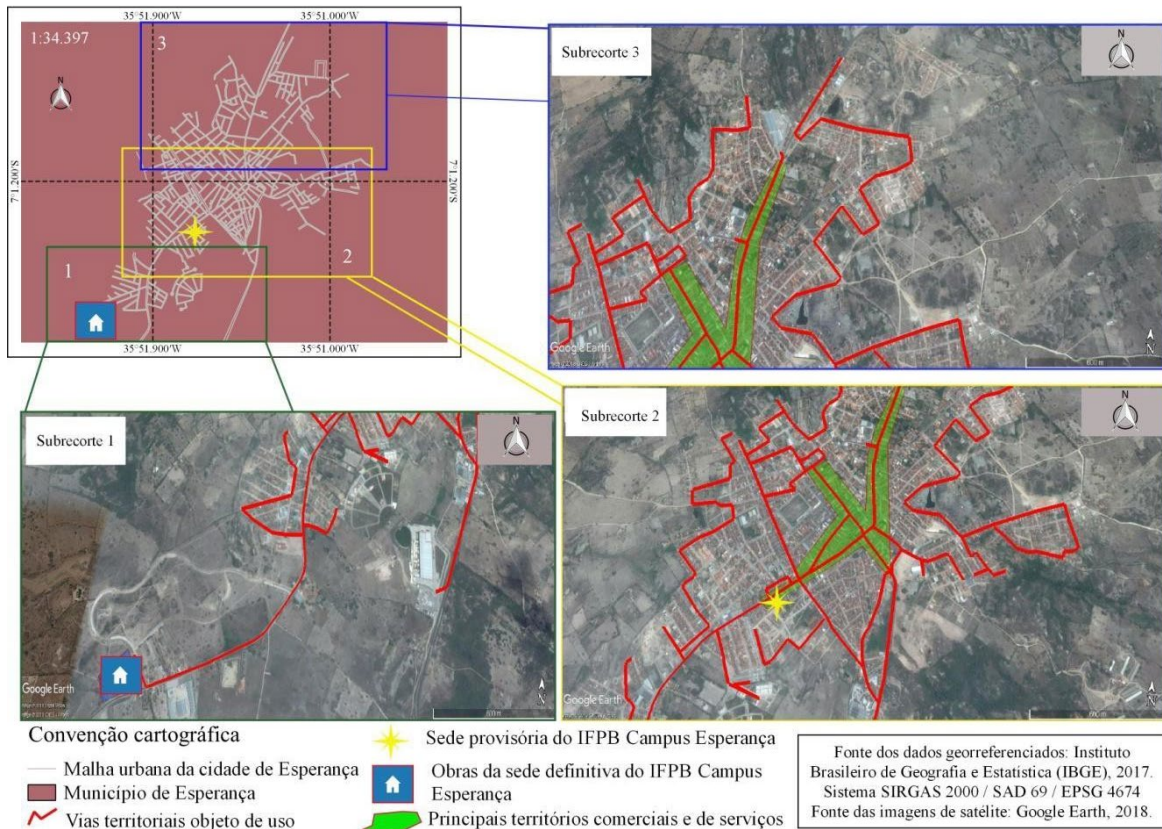 35°51.900'W 35°51.000'W
1:34.397
3
N
7°1.200'S
7°1.200'S
1
2
35°51.900'W 35°51.000'W
Subrecorte 3
N
Google Earth
N
Subrecorte 1
N
Google Earth
N
Subrecorte 2
N
Google Earth
N
Convenção cartográfica
Malha urbana da cidade de Esperança
Município de Esperança
Vias territoriais objeto de uso
Sede provisória do IFPB Campus Esperança
Obras da sede definitiva do IFPB Campus
Esperança
Principais territórios comerciais e de serviços
Fonte dos dados georreferenciados: Instituto
Brasileiro de Geografia e Estatística (IBGE), 2017.
Sistema SIRGAS 2000 / SAD 69 / EPSG 4674
Fonte das imagens de satélite: Google Earth, 2018.